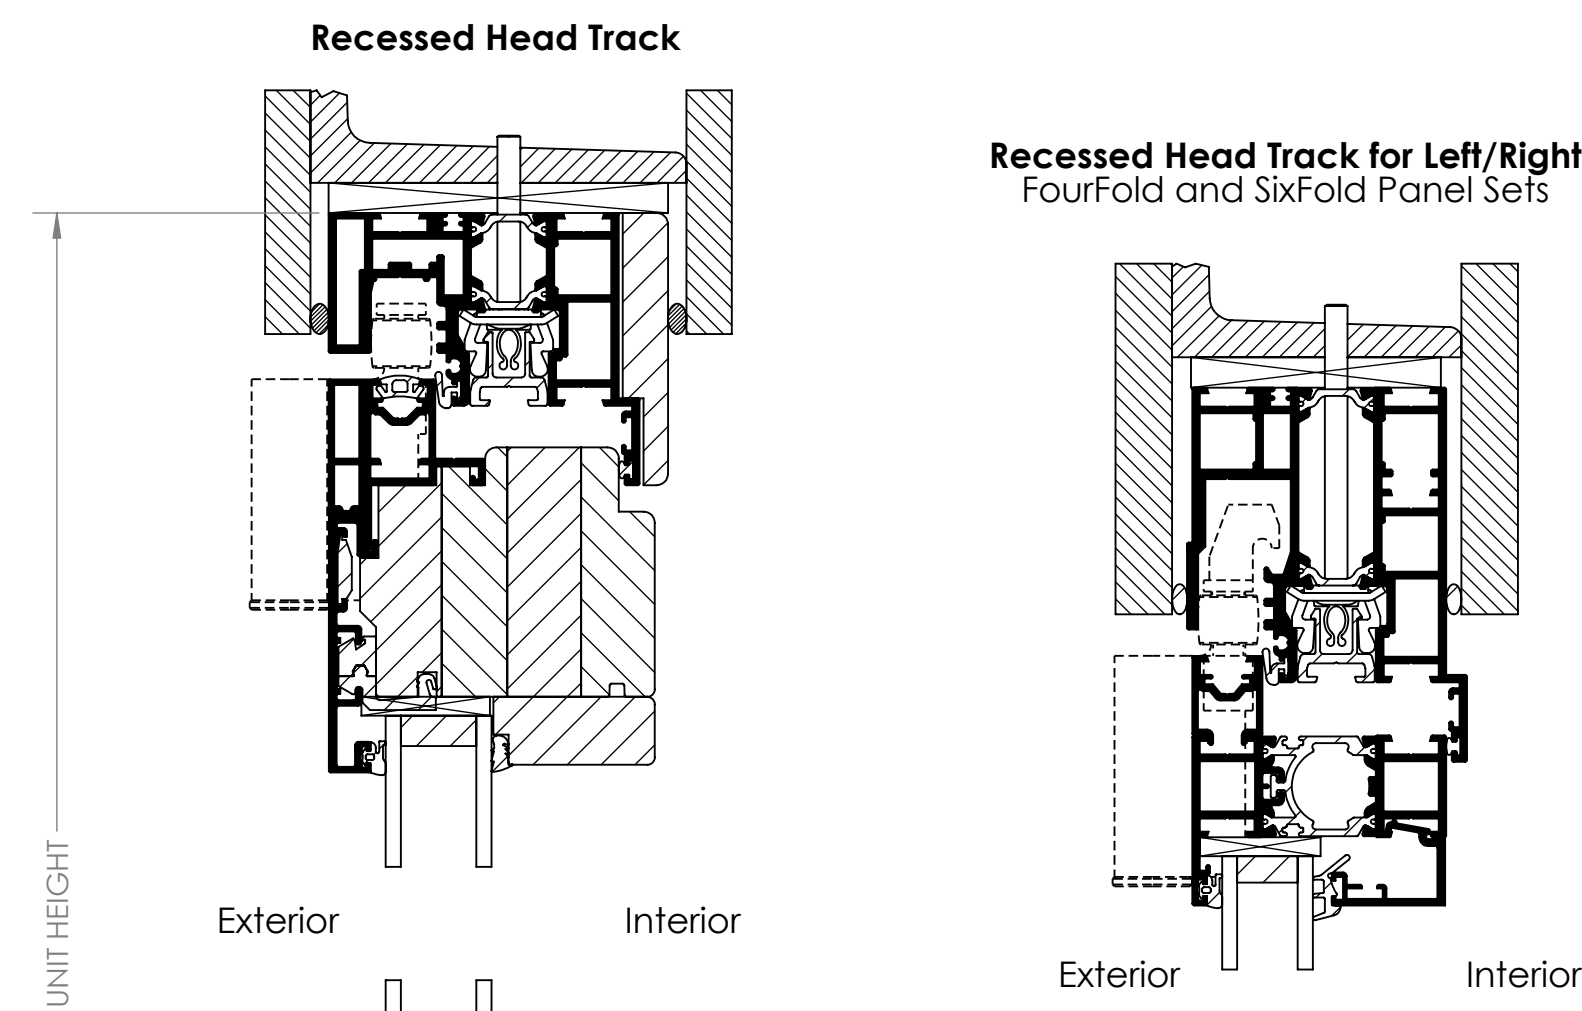 Recessed Head Track
Recessed Head Track for Left/Right
FourFold and SixFold Panel Sets
UNIT HEIGHT
Exterior
Interior
Exterior
Interior